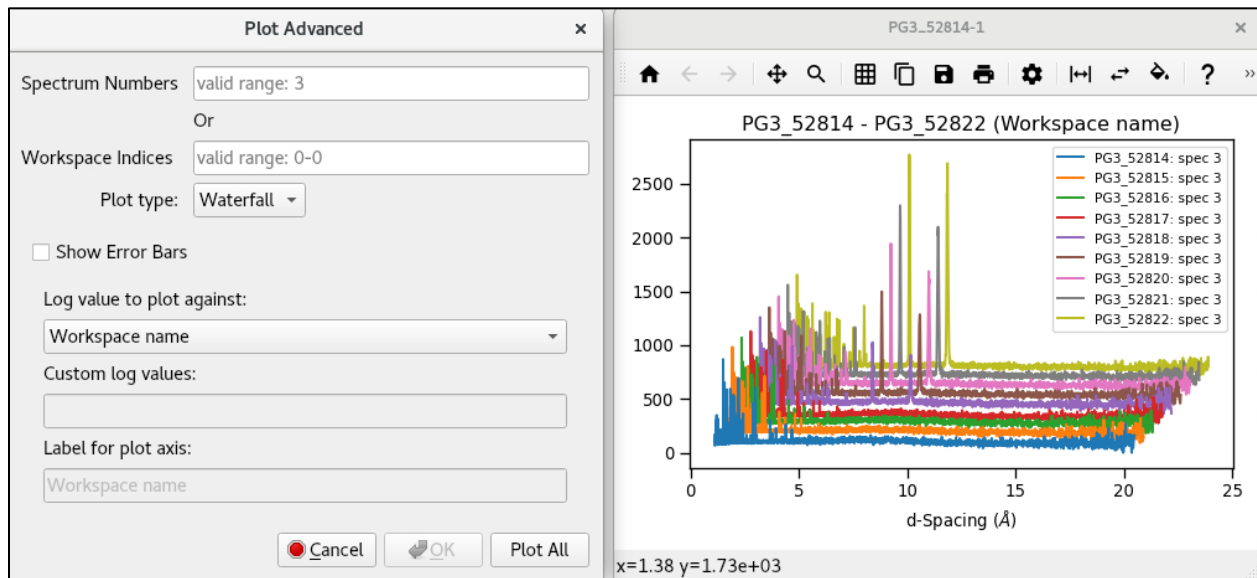 Plot Advanced
Spectrum Numbers valid range: 3
Or
Workspace Indices valid range: 0-0
Plot type: Waterfall
Show Error Bars
Log value to plot against:
Workspace name
Custom log values:
Label for plot axis:
Workspace name
Cancel OK Plot All
PG3_52814-1
PG3_52814 - PG3_52822 (Workspace name)
PG3_52814: spec 3
PG3_52815: spec 3
PG3_52816: spec 3
PG3_52817: spec 3
PG3_52818: spec 3
PG3_52819: spec 3
PG3_52820: spec 3
PG3_52821: spec 3
PG3_52822: spec 3
2500
2000
1500
1000
500
0
0 5 10 15 20 25
d-Spacing (Å)
x=1.38 y=1.73e+03